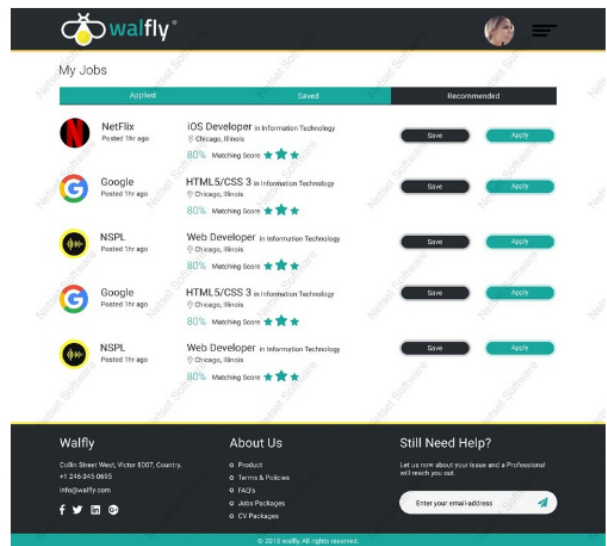 walfly
My Jobs
Applied Saved Recommended
NetFlix
Posted 1hr ago
iOS Developer in Information Technology
Chicago, Illinois
80% Matching Score
Save Apply
Google
Posted 1hr ago
HTML5/CSS 3 in Information Technology
Chicago, Illinois
80% Matching Score
Save Apply
NSPL
Posted 1hr ago
Web Developer in Information Technology
Chicago, Illinois
80% Matching Score
Save Apply
Google
Posted 1hr ago
HTML5/CSS 3 in Information Technology
Chicago, Illinois
80% Matching Score
Save Apply
NSPL
Posted 1hr ago
Web Developer in Information Technology
Chicago, Illinois
80% Matching Score
Save Apply
Walfly
Collin Street West, Victor 8007, Country.
+1 246-345-0695
info@walfly.com
About Us
Product
Terms & Policies
FAQ's
Jobs Packages
CV Packages
Still Need Help?
Let us now about your issue and a Professional
will reach you out.
Enter your email-address
© 2018 walfly All rights reserved.
Netset Software